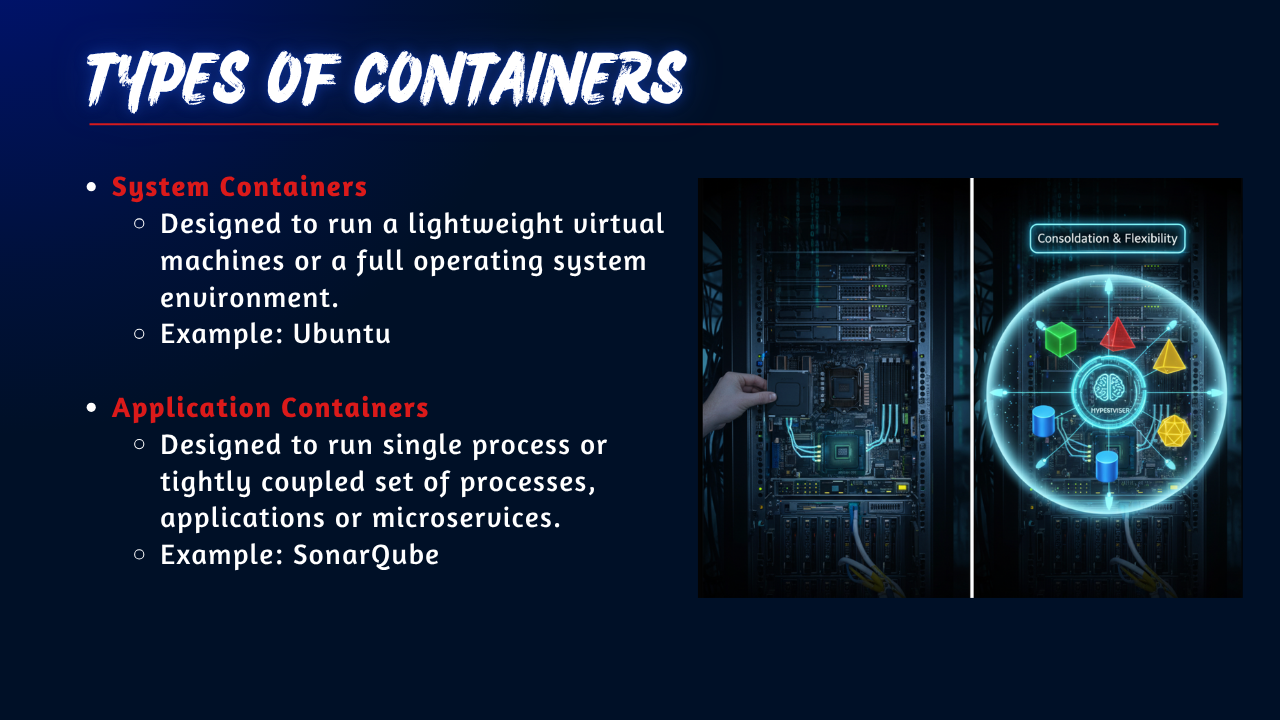 TYPES OF CONTAINERS
System Containers
Designed to run a lightweight virtual
machines or a full operating system
environment.
Example: Ubuntu
Application Containers
Designed to run single process or
tightly coupled set of processes,
applications or microservices.
Example: SonarQube
Consoldation & Flexibility